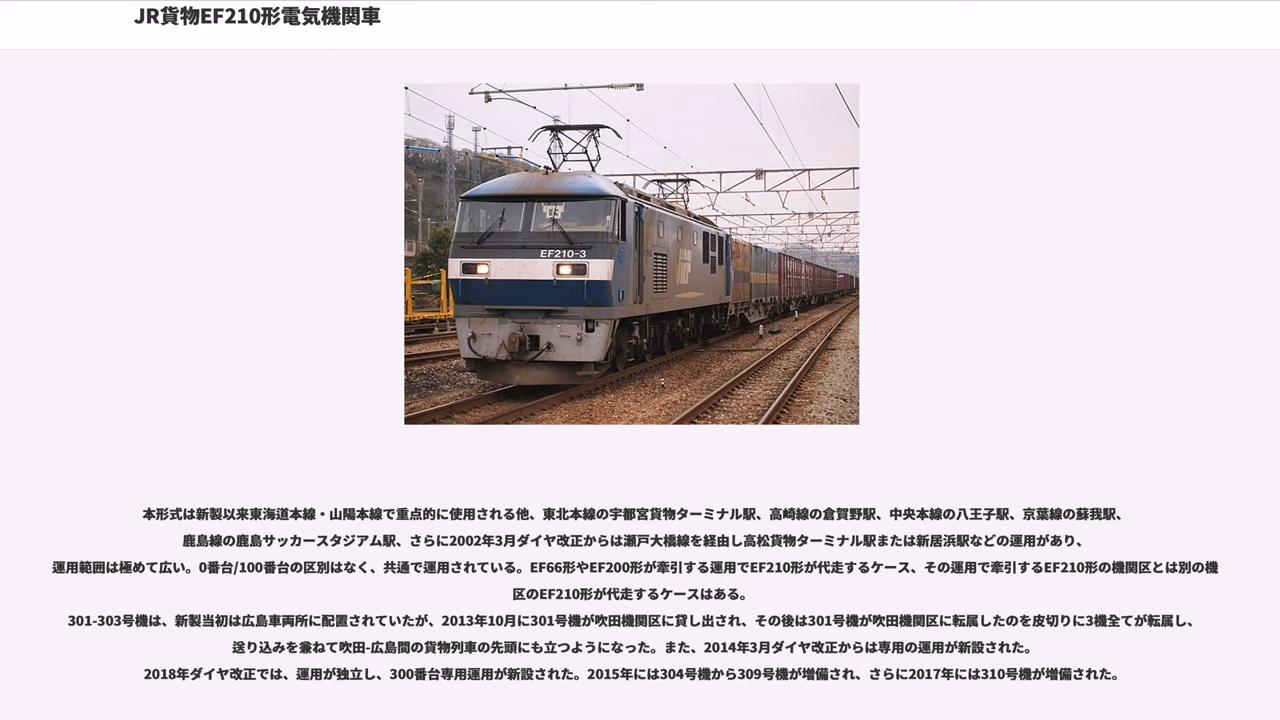 JR貨物EF210形電気機関車
EF210-3
本形式は新製以来東海道本線・山陽本線で重点的に使用される他、東北本線の宇都宮貨物ターミナル駅、高崎線の倉賀野駅、中央本線の八王子駅、京葉線の蘇我駅、
鹿島線の鹿島サッカースタジアム駅、さらに2002年3月ダイヤ改正からは瀬戸大橋線を経由し高松貨物ターミナル駅または新居浜駅などの運用があり、
運用範囲は極めて広い。0番台/100番台の区別はなく、共通で運用されている。EF66形やEF200形が牽引する運用でEF210形が代走するケース、その運用で牽引するEF210形の機関区とは別の機
区のEF210形が代走するケースはある。
301-303号機は、新製当初は広島車両所に配置されていたが、2013年10月に301号機が吹田機関区に貸し出され、その後は301号機が吹田機関区に転属したのを皮切りに3機全てが転属し、
送り込みを兼ねて吹田-広島間の貨物列車の先頭にも立つようになった。また、2014年3月ダイヤ改正からは専用の運用が新設された。
2018年ダイヤ改正では、運用が独立し、300番台専用運用が新設された。2015年には304号機から309号機が増備され、さらに2017年には310号機が増備された。